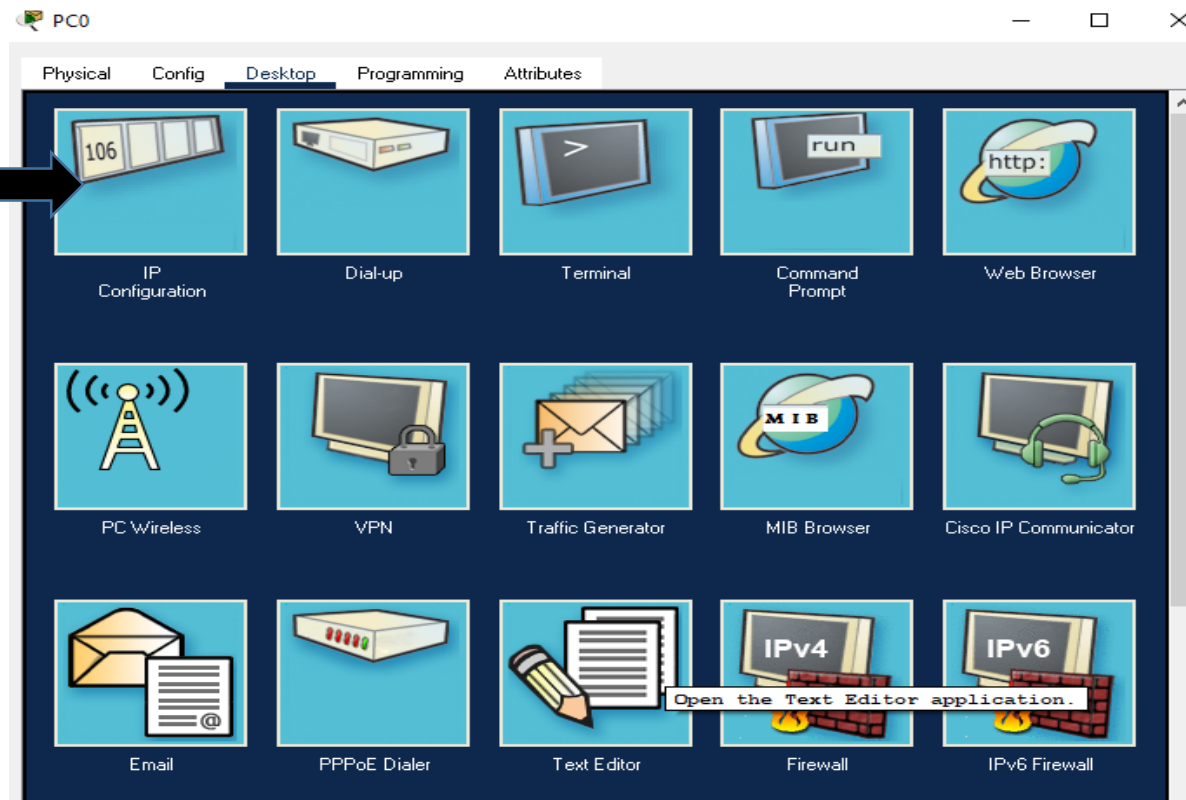 PC0
Physical Config Desktop Programming Attributes
106
>
run
http:
IP
Configuration
Dial-up
Terminal
Command
Prompt
Web Browser
MIB
PC Wireless
VPN
Traffic Generator
MIB Browser
Cisco IP Communicator
@
IPv4
IPv6
Open the Text Editor application.
Email
PPPoE Dialer
Text Editor
Firewall
IPv6 Firewall